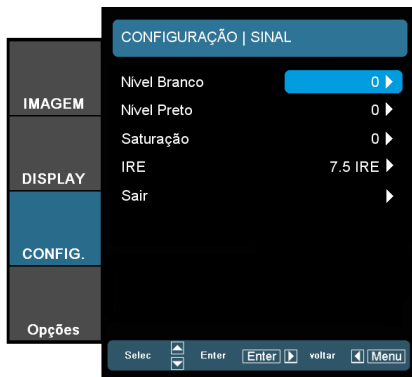 CONFIGURAÇÃO | SINAL
IMAGEM
DISPLAY
CONFIG.
Opções
Nível Branco 0
Nível Preto 0
Saturação 0
IRE 7.5 IRE
Sair
Selec Enter Enter voltar Menu